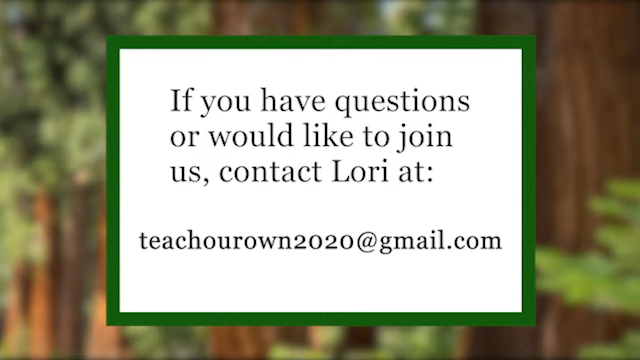 If you have questions
or would like to join
us, contact Lori at:
teachourown2020@gmail.com